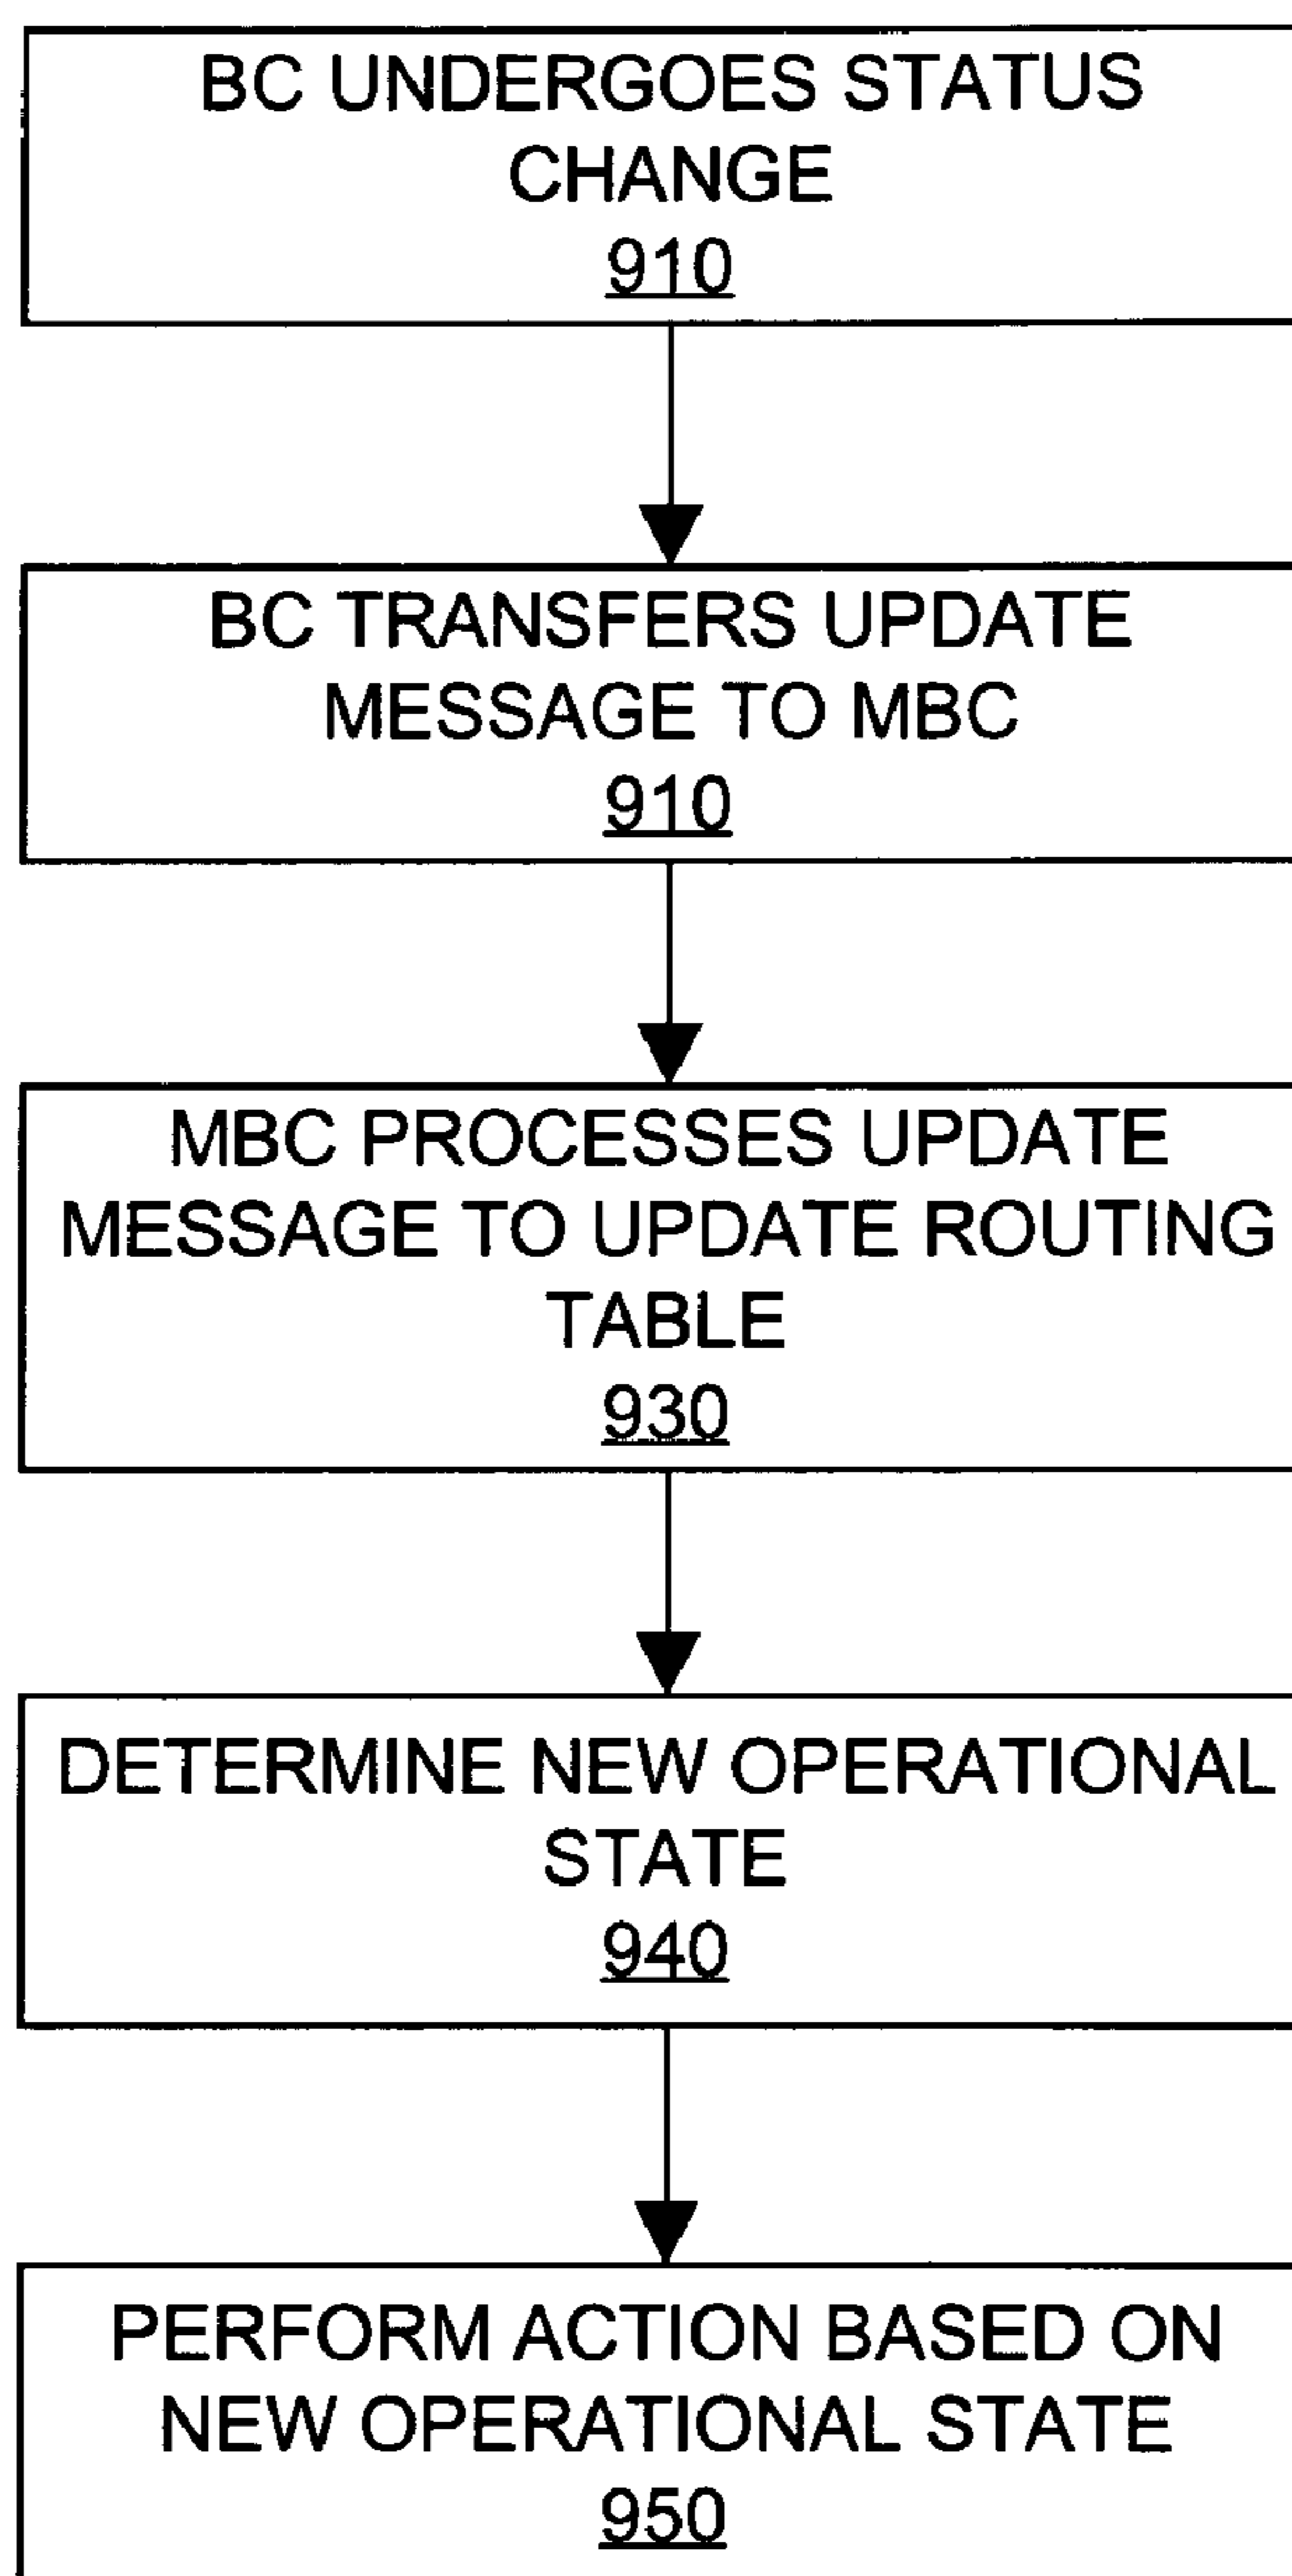 BC UNDERGOES STATUS
CHANGE
910
BC TRANSFERS UPDATE
MESSAGE TO MBC
910
MBC PROCESSES UPDATE
MESSAGE TO UPDATE ROUTING
TABLE
930
DETERMINE NEW OPERATIONAL
STATE
940
PERFORM ACTION BASED ON
NEW OPERATIONAL STATE
950